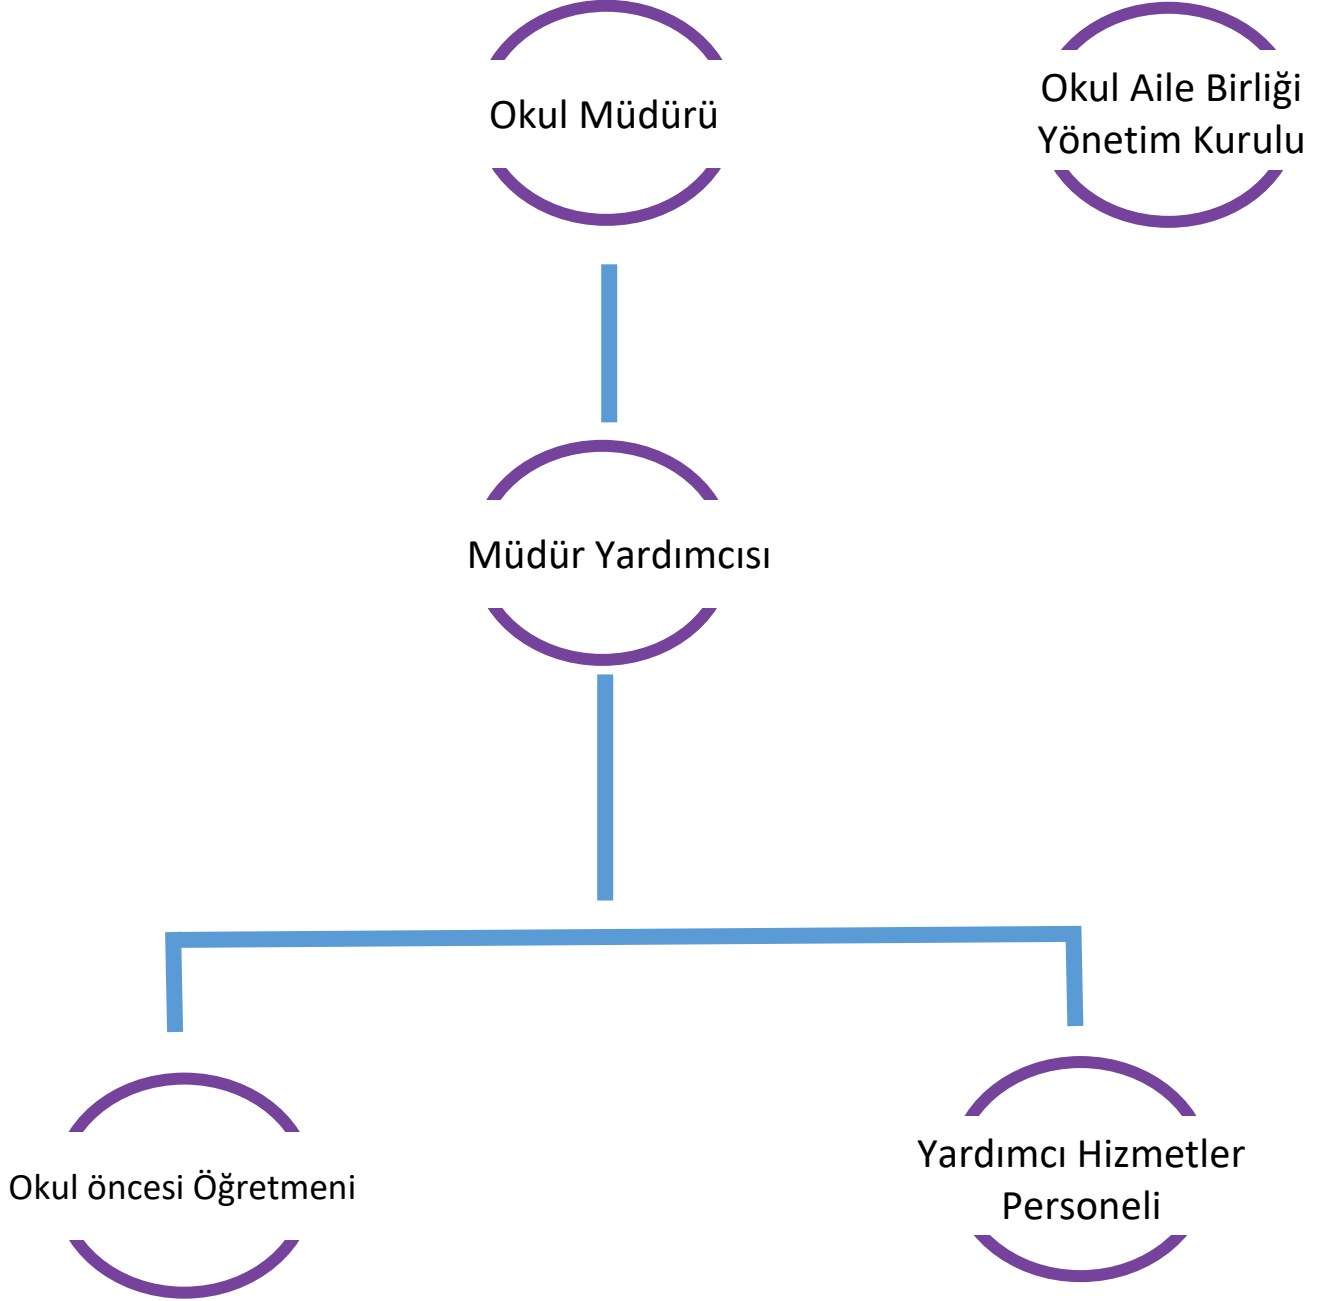 Okul Müdürü
Okul Aile Birliği
Yönetim Kurulu
Müdür Yardımcısı
Okul öncesi Öğretmeni
Yardımcı Hizmetler
Personeli